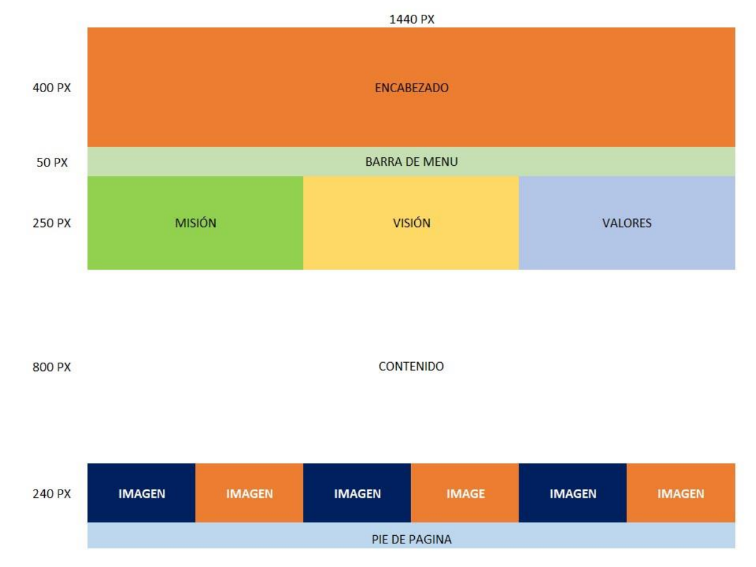 1440 PX
400 PX
ENCABEZADO
50 PX
BARRA DE MENU
250 PX
MISIÓN
VISIÓN
VALORES
800 PX
CONTENIDO
240 PX
IMAGEN
IMAGEN
IMAGEN
IMAGE
IMAGEN
IMAGEN
PIE DE PAGINA